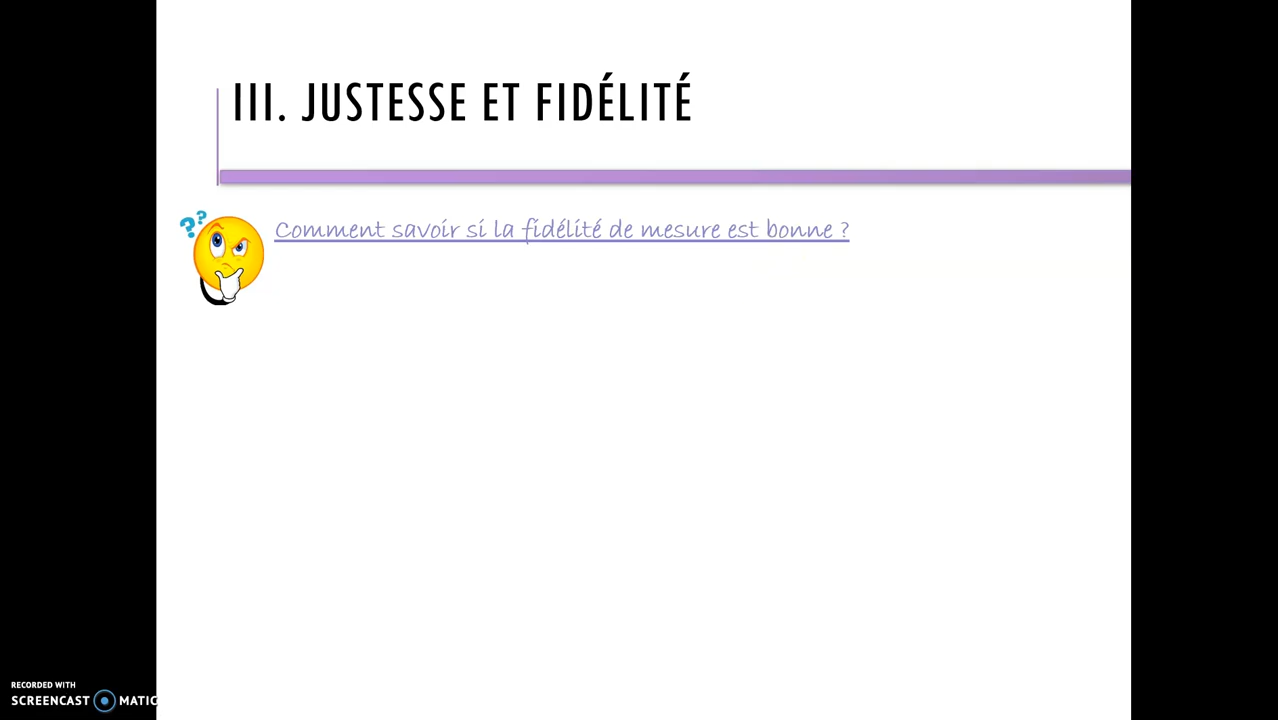 III. JUSTESSE ET FIDÉLITÉ
??
Comment savoir si la fidélité de mesure est bonne ?
RECORDED WITH
SCREENCAST MATIC